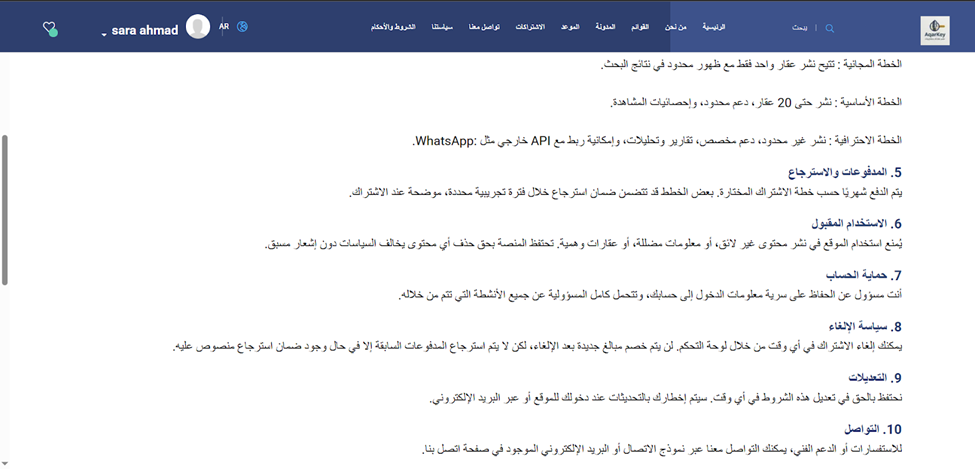 AqarKey
يبحث
الرئيسية
من نحن
القوائم
المدونة
الموعد
الاشتراكات
تواصل معنا
سياستنا
الشروط والأحكام
AR
sara ahmad
الخطة المجانية : تتيح نشر عقار واحد فقط مع ظهور محدود في نتائج البحث.
الخطة الأساسية : نشر حتى 20 عقار، دعم محدود، وإحصائيات المشاهدة.
الخطة الاحترافية : نشر غير محدود، دعم مخصص، تقارير وتحليلات، وإمكانية ربط مع API خارجي مثل :WhatsApp.
5. المدفوعات والاسترجاع
يتم الدفع شهريًا حسب خطة الاشتراك المختارة. بعض الخطط قد تتضمن ضمان استرجاع خلال فترة تجريبية محددة، موضحة عند الاشتراك.
6. الاستخدام المقبول
يُمنع استخدام الموقع في نشر محتوى غير لائق، أو معلومات مضللة، أو عقارات وهمية. تحتفظ المنصة بحق حذف أي محتوى يخالف السياسات دون إشعار مسبق.
7. حماية الحساب
أنت مسؤول عن الحفاظ على سرية معلومات الدخول إلى حسابك، وتتحمل كامل المسؤولية عن جميع الأنشطة التي تتم من خلاله.
8. سياسة الإلغاء
يمكنك إلغاء الاشتراك في أي وقت من خلال لوحة التحكم. لن يتم خصم مبالغ جديدة بعد الإلغاء، لكن لا يتم استرجاع المدفوعات السابقة إلا في حال وجود ضمان استرجاع منصوص عليه.
9. التعديلات
نحتفظ بالحق في تعديل هذه الشروط في أي وقت. سيتم إخطارك بالتحديثات عند دخولك للموقع أو عبر البريد الإلكتروني.
10. التواصل
للاستفسارات أو الدعم الفني، يمكنك التواصل معنا عبر نموذج الاتصال أو البريد الإلكتروني الموجود في صفحة اتصل بنا.